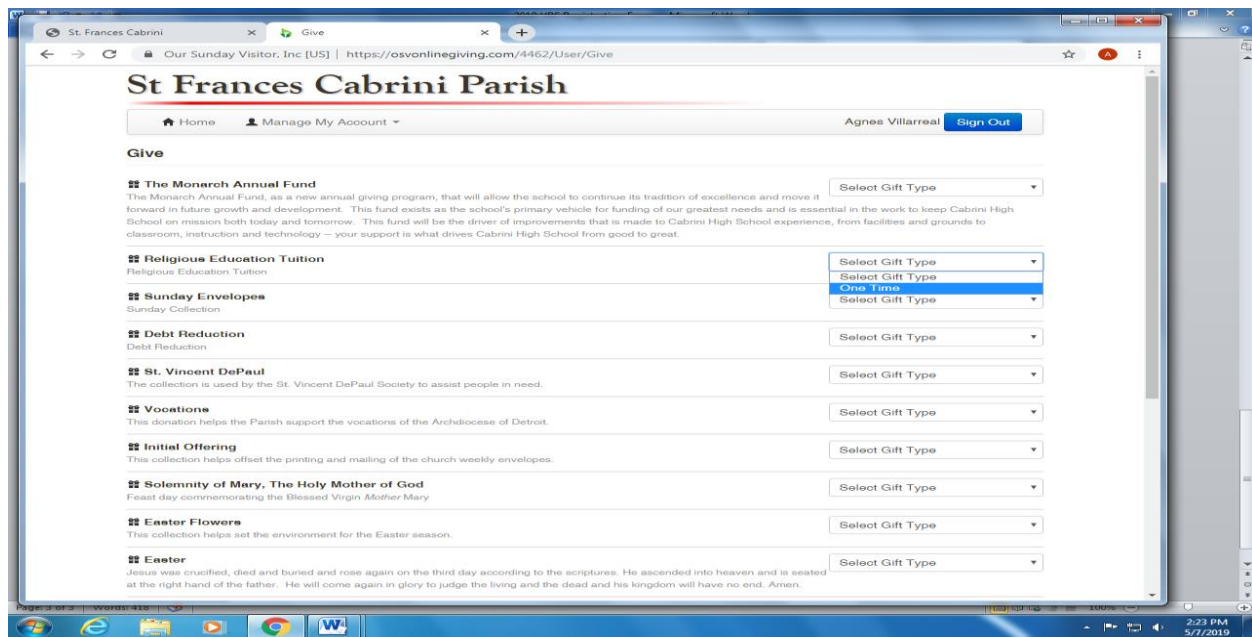 St. Frances Cabrini
Give
Our Sunday Visitor, Inc [US] | https://osvonlinegiving.com/4462/User/Give
A
St Frances Cabrini Parish
Home
Manage My Account
Agnes Villarreal
Sign Out
Give
The Monarch Annual Fund
Select Gift Type
The Monarch Annual Fund, as a new annual giving program, that will allow the school to continue its tradition of excellence and move it
forward in future growth and development. This fund exists as the school's primary vehicle for funding of our greatest needs and is essential in the work to keep Cabrini High
School on mission both today and tomorrow. This fund will be the driver of improvements that is made to Cabrini High School experience, from facilities and grounds to
classroom, instruction and technology – your support is what drives Cabrini High School from good to great.
Religious Education Tuition
Religious Education Tuition
Select Gift Type
Select Gift Type
One Time
Sunday Envelopes
Sunday Collection
Select Gift Type
Debt Reduction
Debt Reduction
Select Gift Type
St. Vincent DePaul
The collection is used by the St. Vincent DePaul Society to assist people in need.
Select Gift Type
Vocations
This donation helps the Parish support the vocations of the Archdiocese of Detroit.
Select Gift Type
Initial Offering
This collection helps offset the printing and mailing of the church weekly envelopes.
Select Gift Type
Solemnity of Mary, The Holy Mother of God
Feast day commemorating the Blessed Virgin Mother Mary
Select Gift Type
Easter Flowers
This collection helps set the environment for the Easter season.
Select Gift Type
Easter
Jesus was crucified, died and buried and rose again on the third day according to the scriptures. He ascended into heaven and is seated
at the right hand of the father. He will come again in glory to judge the living and the dead and his kingdom will have no end. Amen.
Select Gift Type
Page: 3 of 3
Words: 418
100%
2:23 PM
5/7/2019